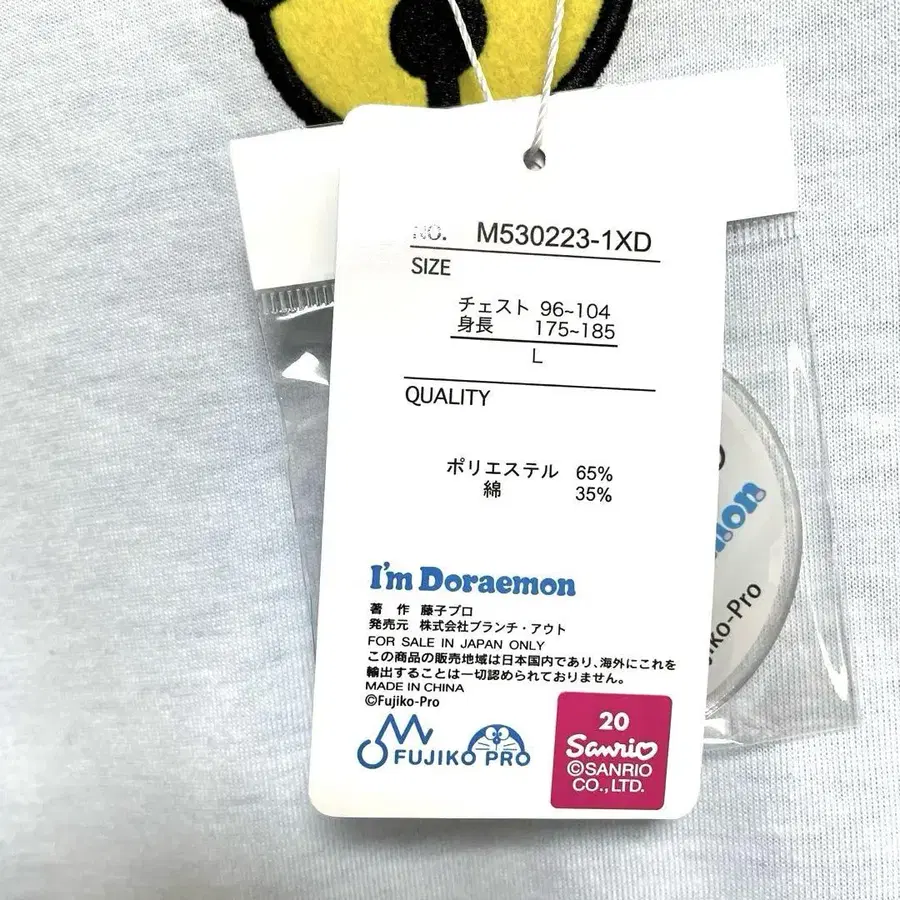 NO. M530223-1XD
SIZE
チェスト 96~104
身長 175~185
L
QUALITY
ポリエステル 65%
綿 35%
I'm Doraemon
著 作 藤子プロ
発売元 株式会社ブランチ・アウト
FOR SALE IN JAPAN ONLY
この商品の販売地域は日本国内であり、海外にこれを
輸出することは一切認められておりません。
MADE IN CHINA
©Fujiko-Pro
FUJIKO PRO
20
Sanrio
©SANRIO
CO.,LTD.
mon
jiko-Pro